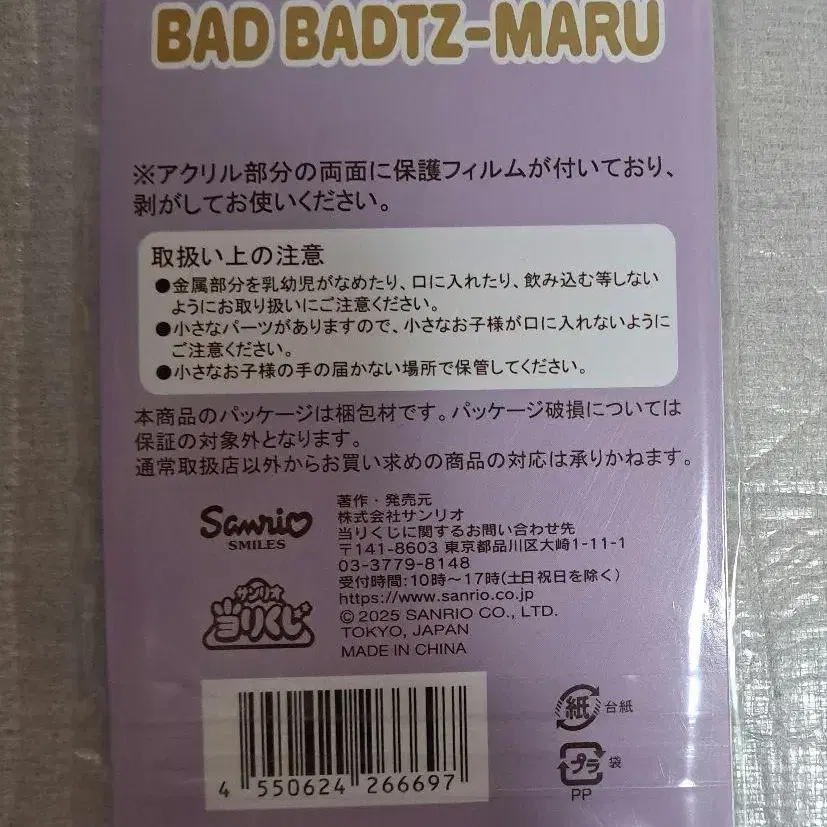 BAD BADTZ-MARU
※アクリル部分の両面に保護フィルムが付いており、
剥がしてお使いください。
取扱い上の注意
●金属部分を乳幼児がなめたり、口に入れたり、飲み込む等しない
ようにお取り扱いにご注意ください。
●小さなパーツがありますので、小さなお子様が口に入れないように
ご注意ください。
●小さなお子様の手の届かない場所で保管してください。
本商品のパッケージは梱包材です。パッケージ破損については
保証の対象外となります。
通常取扱店以外からお買い求めの商品の対応は承りかねます。
Sanrio
SMILES
サンリオ
当りくじ
著作・発売元
株式会社サンリオ
当りくじに関するお問い合わせ先
〒141-8603 東京都品川区大崎1-11-1
03-3779-8148
受付時間:10時～17時(土日祝日を除く)
https://www.sanrio.co.jp
© 2025 SANRIO CO., LTD.
TOKYO, JAPAN
MADE IN CHINA
4 550624 266697
紙 台紙
プラ 袋
PP